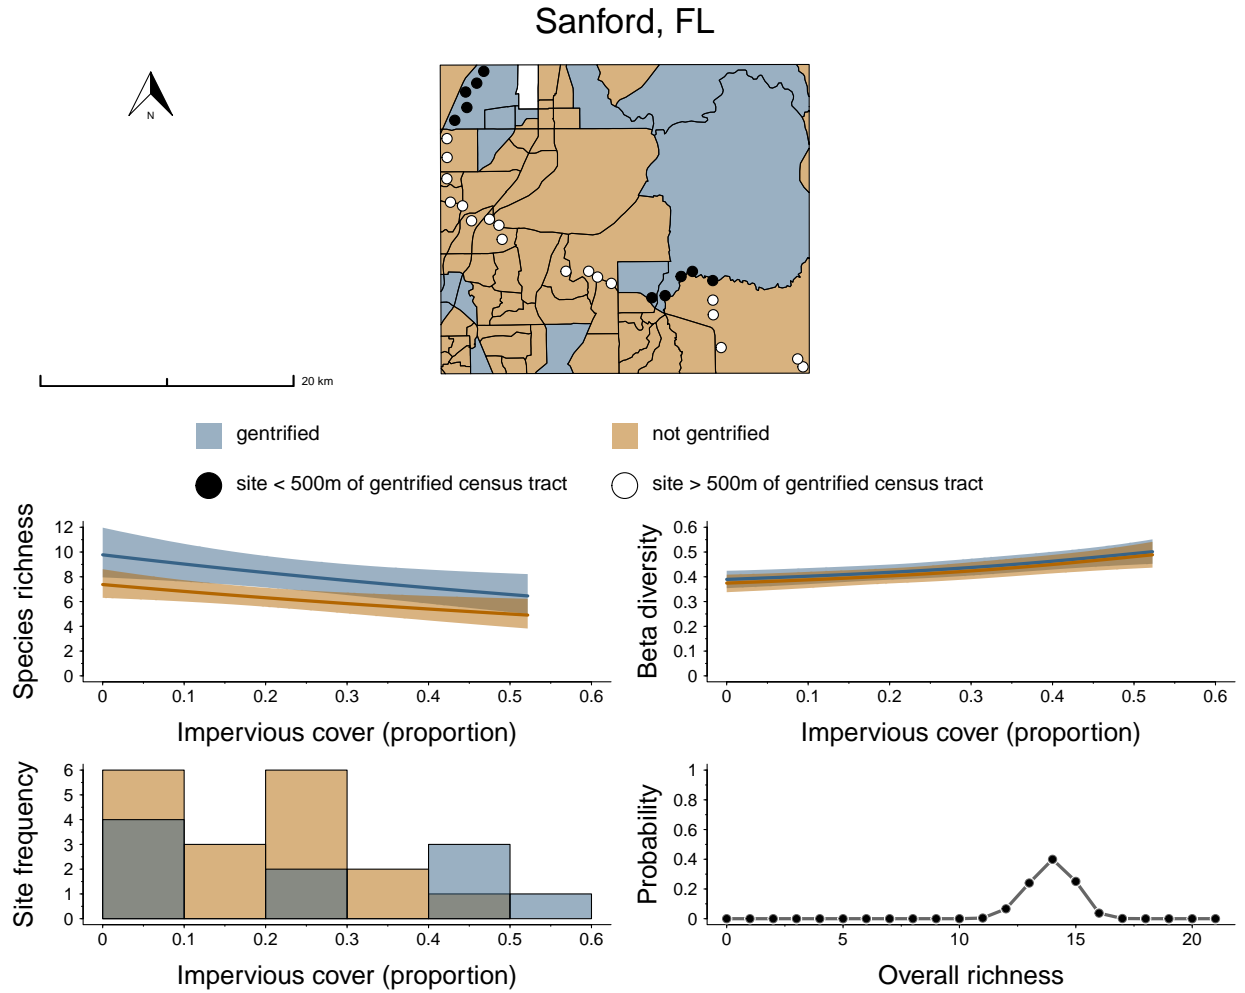 Sanford, FL
N
20 km
gentrified
not gentrified
site < 500m of gentrified census tract
site > 500m of gentrified census tract
Species richness
12
10
8
6
4
2
0
0 0.1 0.2 0.3 0.4 0.5 0.6
Impervious cover (proportion)
Beta diversity
0.6
0.5
0.4
0.3
0.2
0.1
0
0 0.1 0.2 0.3 0.4 0.5 0.6
Impervious cover (proportion)
Site frequency
6
5
4
3
2
1
0
0 0.1 0.2 0.3 0.4 0.5 0.6
Impervious cover (proportion)
Probability
1
0.8
0.6
0.4
0.2
0
0 5 10 15 20
Overall richness